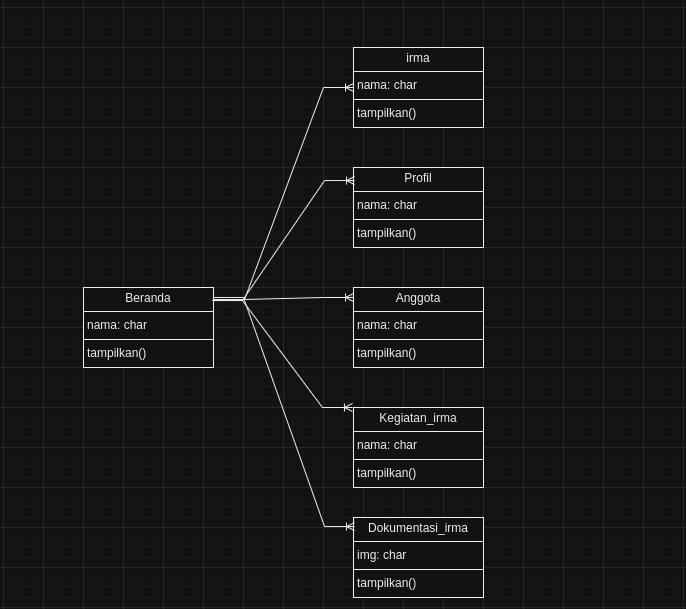 irma
nama: char
tampilkan()
Profil
nama: char
tampilkan()
Beranda
nama: char
tampilkan()
Anggota
nama: char
tampilkan()
Kegiatan_irma
nama: char
tampilkan()
Dokumentasi_irma
img: char
tampilkan()